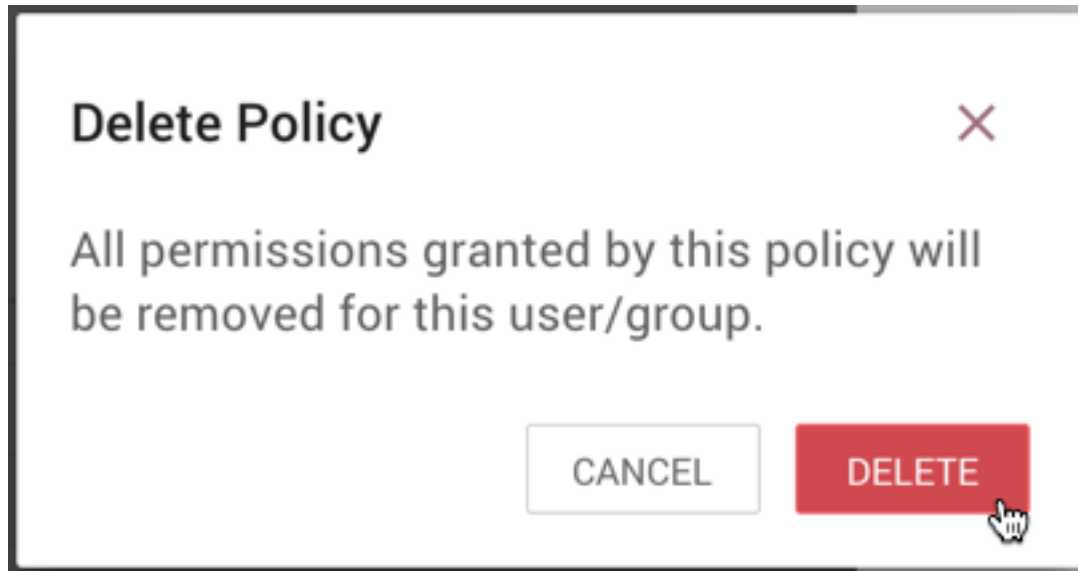 Delete Policy
All permissions granted by this policy will
be removed for this user/group.
CANCEL
DELETE